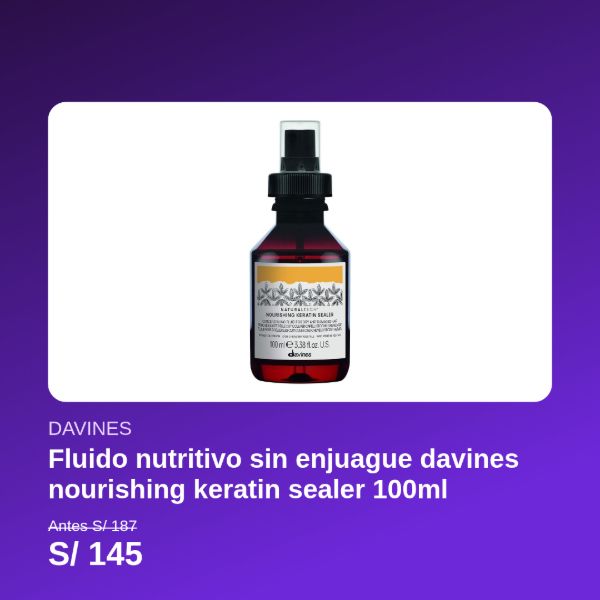 NATURALTECH
NOURISHING KERATIN SEALER
100 ml ℮ 3.38 fl.oz. U.S.
davines
DAVINES
Fluido nutritivo sin enjuague davines
nourishing keratin sealer 100ml
Antes S/ 187
S/ 145